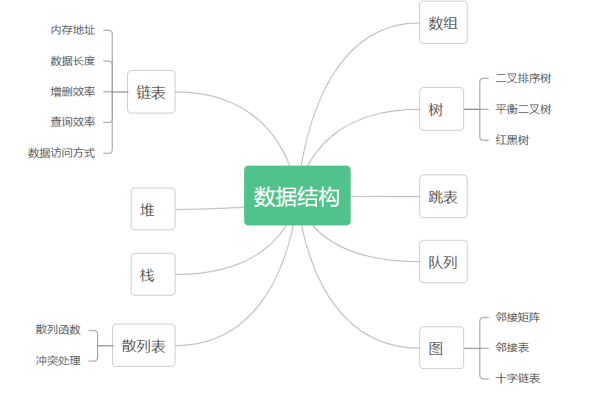 数据结构
数组
树
二叉排序树
平衡二叉树
红黑树
跳表
队列
图
邻接矩阵
邻接表
十字链表
链表
内存地址
数据长度
增删效率
查询效率
数据访问方式
堆
栈
散列表
散列函数
冲突处理